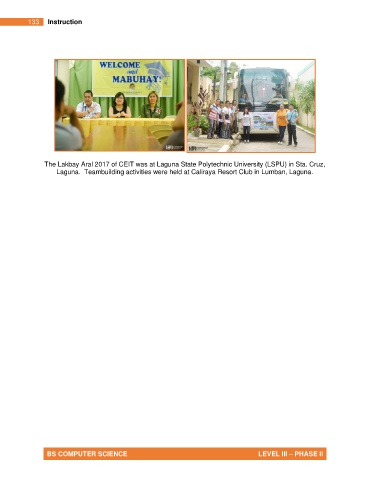 133 Instruction
WELCOME
and
MABUHAY!
The Lakbay Aral 2017 of CEIT was at Laguna State Polytechnic University (LSPU) in Sta. Cruz,
Laguna. Teambuilding activities were held at Caliraya Resort Club in Lumban, Laguna.
BS COMPUTER SCIENCE LEVEL III – PHASE II